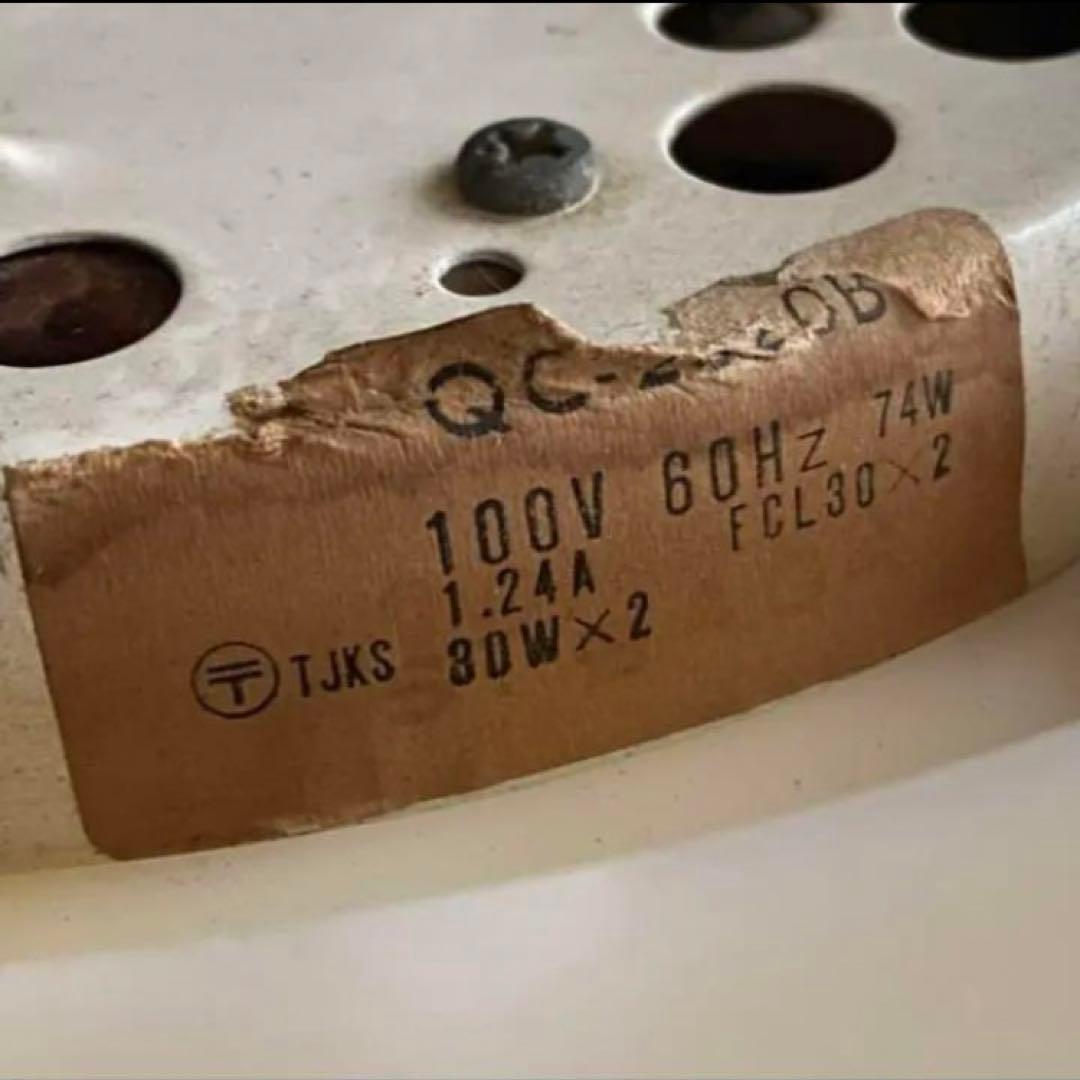 100V 60Hz 74W
1.24A FCL30×2
〒 TJKS 30W×2